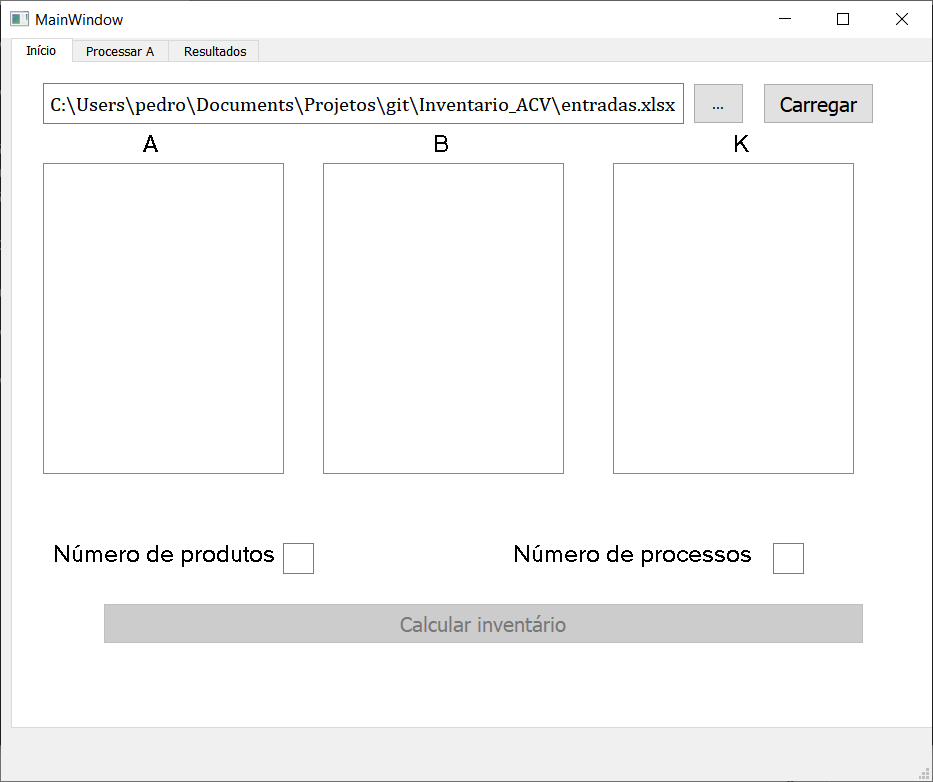 MainWindow
Início Processar A Resultados
C:\Users\pedro\Documents\Projetos\git\Inventario_ACV\entradas.xlsx ... Carregar
A B K
Número de produtos Número de processos
Calcular inventário